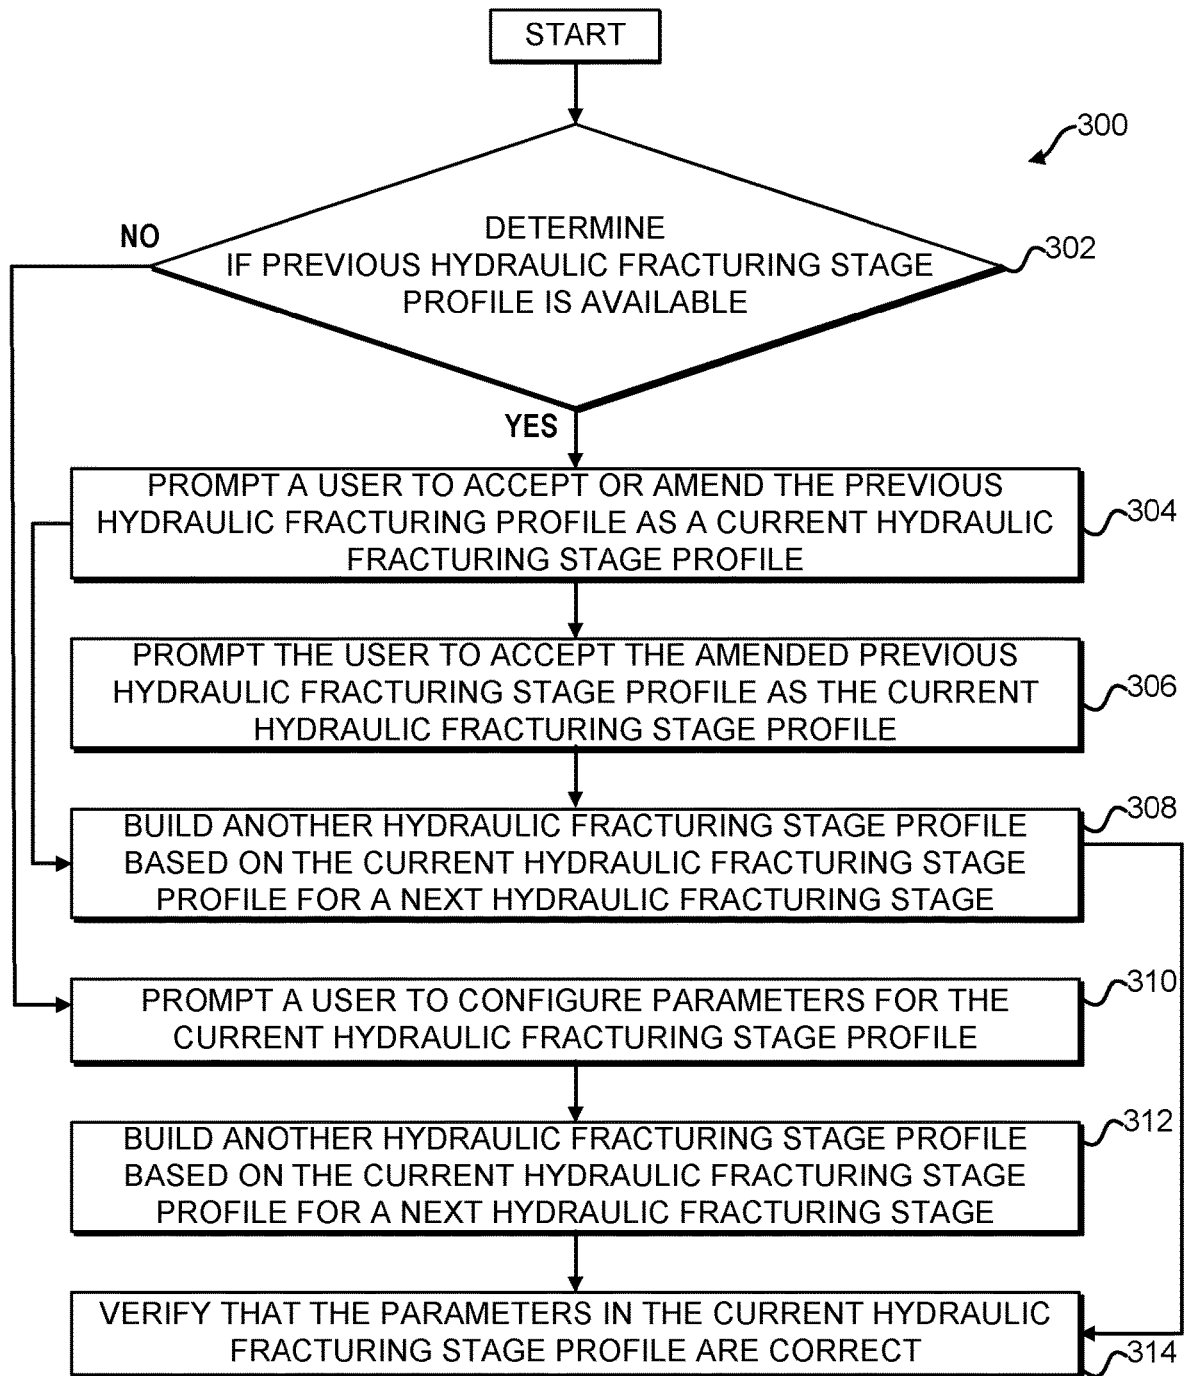 START
300
NO
DETERMINE
IF PREVIOUS HYDRAULIC FRACTURING STAGE
PROFILE IS AVAILABLE
302
YES
PROMPT A USER TO ACCEPT OR AMEND THE PREVIOUS
HYDRAULIC FRACTURING PROFILE AS A CURRENT HYDRAULIC
FRACTURING STAGE PROFILE
304
PROMPT THE USER TO ACCEPT THE AMENDED PREVIOUS
HYDRAULIC FRACTURING STAGE PROFILE AS THE CURRENT
HYDRAULIC FRACTURING STAGE PROFILE
306
BUILD ANOTHER HYDRAULIC FRACTURING STAGE PROFILE
BASED ON THE CURRENT HYDRAULIC FRACTURING STAGE
PROFILE FOR A NEXT HYDRAULIC FRACTURING STAGE
308
PROMPT A USER TO CONFIGURE PARAMETERS FOR THE
CURRENT HYDRAULIC FRACTURING STAGE PROFILE
310
BUILD ANOTHER HYDRAULIC FRACTURING STAGE PROFILE
BASED ON THE CURRENT HYDRAULIC FRACTURING STAGE
PROFILE FOR A NEXT HYDRAULIC FRACTURING STAGE
312
VERIFY THAT THE PARAMETERS IN THE CURRENT HYDRAULIC
FRACTURING STAGE PROFILE ARE CORRECT
314